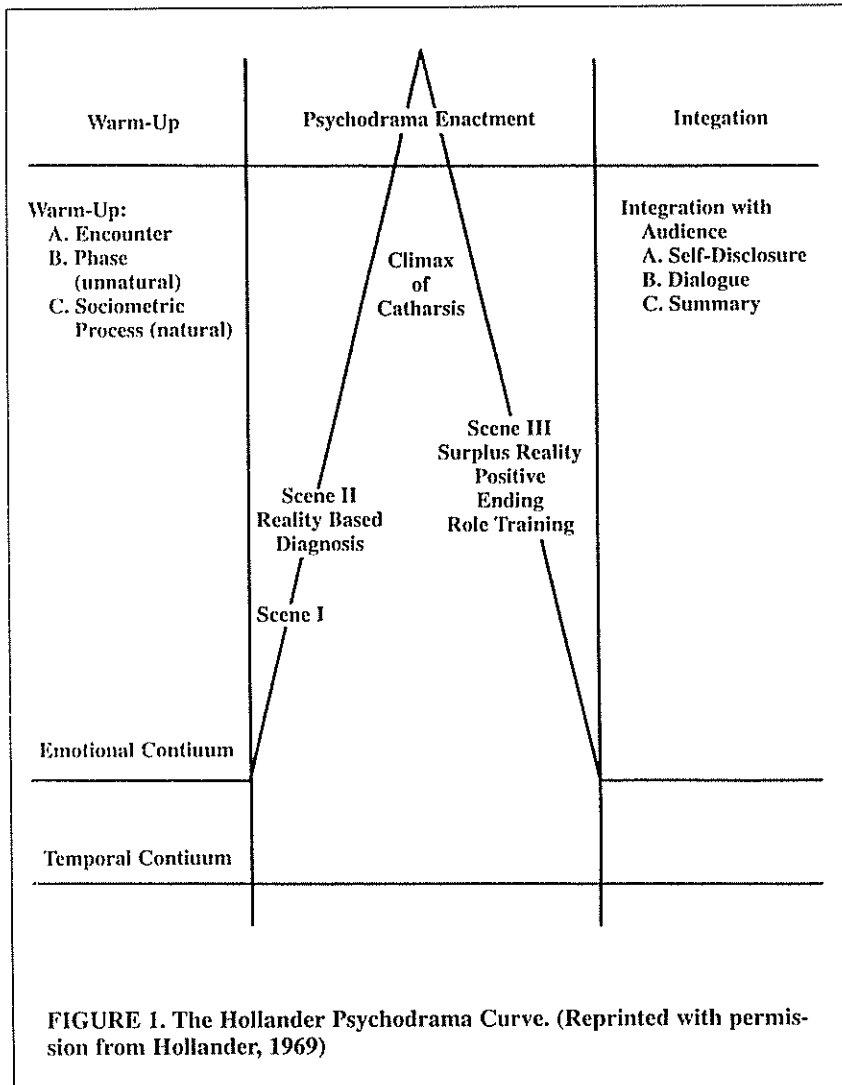 Warm-Up
Psychodrama Enactment
Integation
Warm-Up:
A. Encounter
B. Phase
(unnatural)
C. Sociometric
Process (natural)
Climax
of
Catharsis
Integration with
Audience
A. Self-Disclosure
B. Dialogue
C. Summary
Scene III
Surplus Reality
Positive
Ending
Role Training
Scene II
Reality Based
Diagnosis
Scene I
Emotional Contiuum
Temporal Contiuum
FIGURE 1. The Hollander Psychodrama Curve. (Reprinted with permis-
sion from Hollander, 1969)